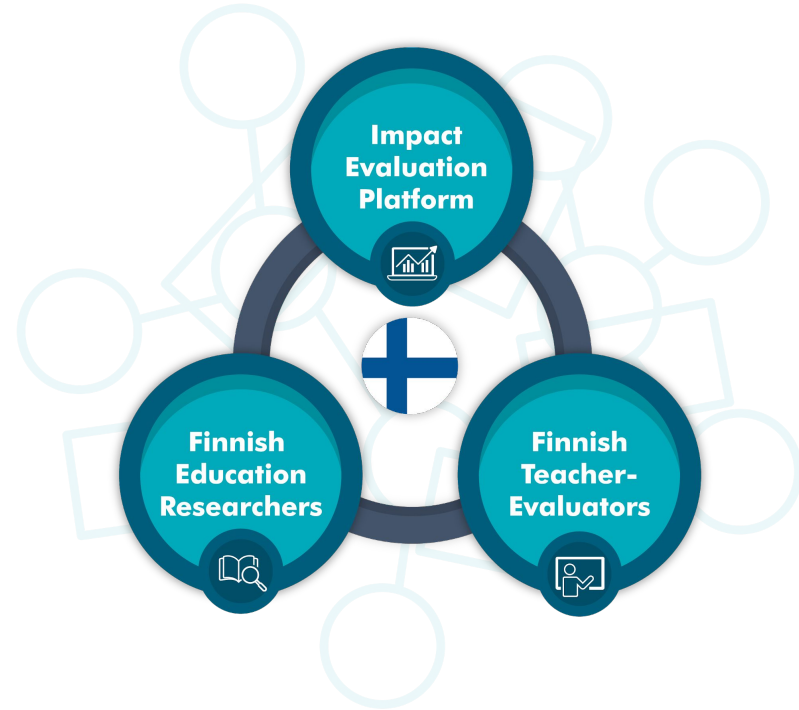 Impact
Evaluation
Platform
Finnish
Education
Researchers
Finnish
Teacher-
Evaluators